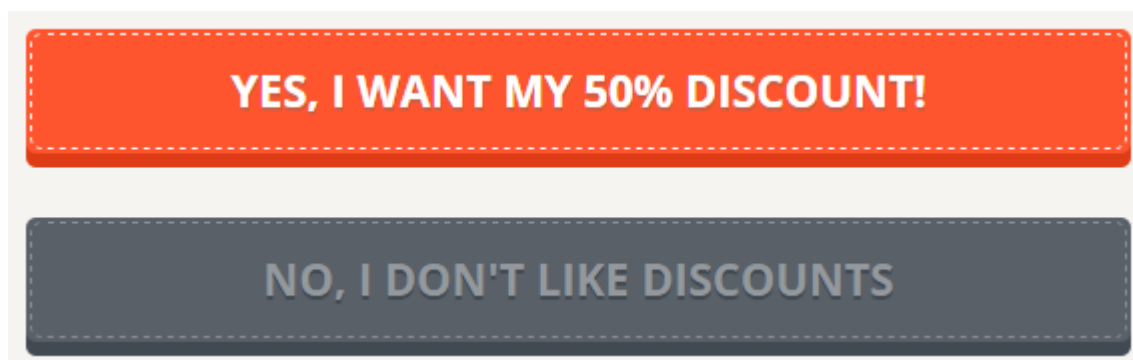 YES, I WANT MY 50% DISCOUNT!
NO, I DON'T LIKE DISCOUNTS